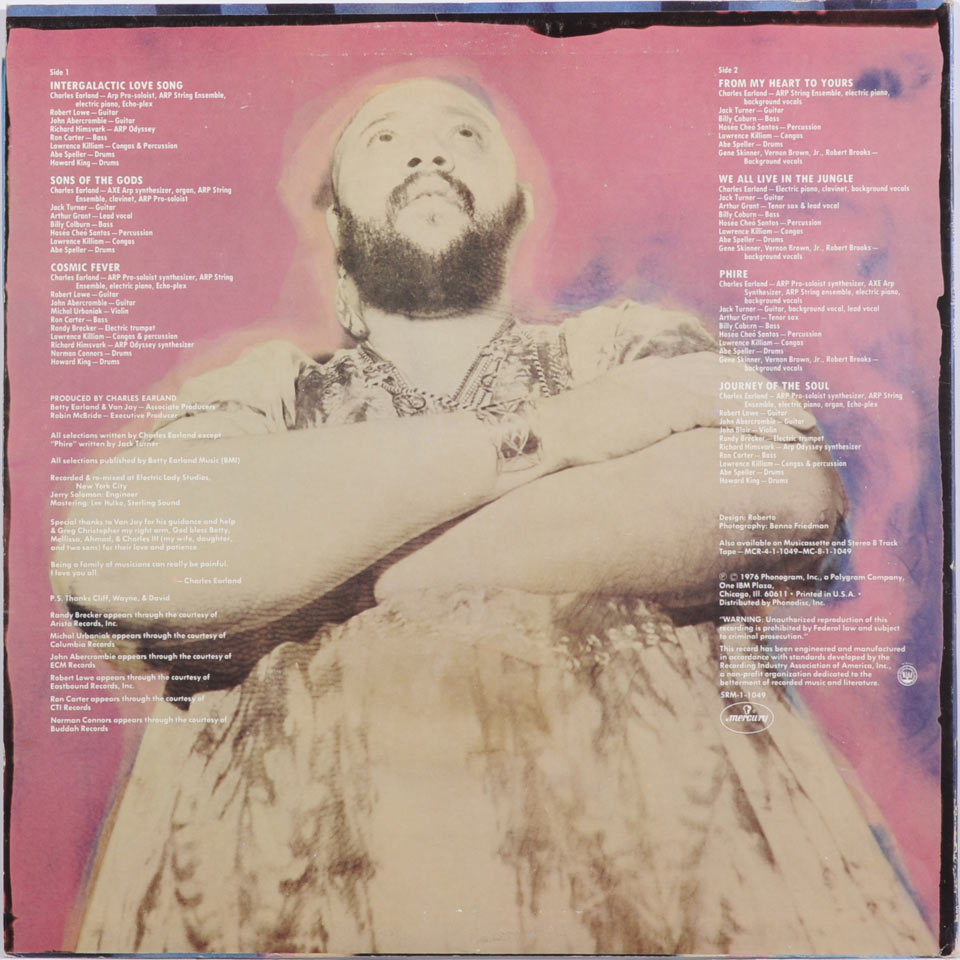 Side 1
INTERGALACTIC LOVE SONG
Charles Earland — Arp Pro-soloist, ARP String Ensemble,
electric piano, Echo-plex
Robert Lowe — Guitar
John Abercrombie — Guitar
Richard Himsvark — ARP Odyssey
Ron Carter — Bass
Lawrence Killiam — Congas & Percussion
Abe Speller — Drums
Howard King — Drums
SONS OF THE GODS
Charles Earland — AXE Arp synthesizer, organ, ARP String
Ensemble, clavinet, ARP Pro-soloist
Jack Turner — Guitar
Arthur Grant — Lead vocal
Billy Colburn — Bass
Hosea Cheo Santos — Percussion
Lawrence Killiam — Congas
Abe Speller — Drums
COSMIC FEVER
Charles Earland — ARP Pro-soloist synthesizer, ARP String
Ensemble, electric piano, Echo-plex
Robert Lowe — Guitar
John Abercrombie — Guitar
Michal Urbaniak — Violin
Ron Carter — Bass
Randy Brecker — Electric trumpet
Lawrence Killiam — Congas & percussion
Richard Himsvark — ARP Odyssey synthesizer
Norman Connors — Drums
Howard King — Drums
PRODUCED BY CHARLES EARLAND
Betty Earland & Van Jay — Associate Producers
Robin McBride — Executive Producer
All selections written by Charles Earland except
"Phire" written by Jack Turner
All selections published by Betty Earland Music (BMI)
Recorded & re-mixed at Electric Lady Studies,
New York City
Jerry Solomon: Engineer
Mastering: Lee Hulko, Sterling Sound
Special thanks to Van Jay for his guidance and help
& Greg Christopher my right arm, God bless Betty,
Mellissa, Ahmad, & Charles III (my wife, daughter,
and two sons) for their love and patience.
Being a family of musicians can really be painful.
I love you all.
— Charles Earland
P.S. Thanks Cliff, Wayne, & David
Randy Brecker appears through the courtesy of
Arista Records, Inc.
Michal Urbaniak appears through the courtesy of
Columbia Records
John Abercrombie appears through the courtesy of
ECM Records
Robert Lowe appears through the courtesy of
Eastbound Records, Inc.
Ron Carter appears through the courtesy of
CTI Records
Norman Connors appears through the courtesy of
Buddah Records
Side 2
FROM MY HEART TO YOURS
Charles Earland — ARP String Ensemble, electric piano,
background vocals
Jack Turner — Guitar
Billy Coburn — Bass
Hosea Cheo Santos — Percussion
Lawrence Killiam — Congas
Abe Speller — Drums
Gene Skinner, Vernon Brown, Jr., Robert Brooks —
Background vocals
WE ALL LIVE IN THE JUNGLE
Charles Earland — Electric piano, clavinet, background vocals
Jack Turner — Guitar
Arthur Grant — Tenor sax & lead vocal
Billy Coburn — Bass
Hosea Cheo Santos — Percussion
Lawrence Killiam — Congas
Abe Speller — Drums
Gene Skinner, Vernon Brown, Jr., Robert Brooks —
background vocals
PHIRE
Charles Earland — ARP Pro-soloist synthesizer, AXE Arp
Synthesizer, ARP String ensemble, electric piano,
background vocals
Jack Turner — Guitar, background vocal, lead vocal
Arthur Grant — Tenor sax
Billy Coburn — Bass
Hosea Cheo Santos — Percussion
Lawrence Killiam — Congas
Abe Speller — Drums
Gene Skinner, Vernon Brown, Jr., Robert Brooks —
background vocals
JOURNEY OF THE SOUL
Charles Earland — ARP Pro-soloist synthesizer, ARP String
Ensemble, electric piano, organ, Echo-plex
Robert Lowe — Guitar
John Abercrombie — Guitar
John Blair — Violin
Randy Brecker — Electric trumpet
Richard Himsvark — Arp Odyssey synthesizer
Ron Carter — Bass
Lawrence Killiam — Congas & percussion
Abe Speller — Drums
Howard King — Drums
Design: Roberto
Photography: Benno Friedman
Also available on Musicassette and Stereo 8 Track
Tape — MCR-4-1-1049–MC-8-1-1049
℗ © 1976 Phonogram, Inc., a Polygram Company,
One IBM Plaza,
Chicago, Ill. 60611 • Printed in U.S.A. •
Distributed by Phonodisc, Inc.
"WARNING: Unauthorized reproduction of this
recording is prohibited by Federal law and subject
to criminal prosecution."
This record has been engineered and manufactured
in accordance with standards developed by the
Recording Industry Association of America, Inc.,
a non-profit organization dedicated to the
betterment of recorded music and literature.
SRM-1-1049
mercury